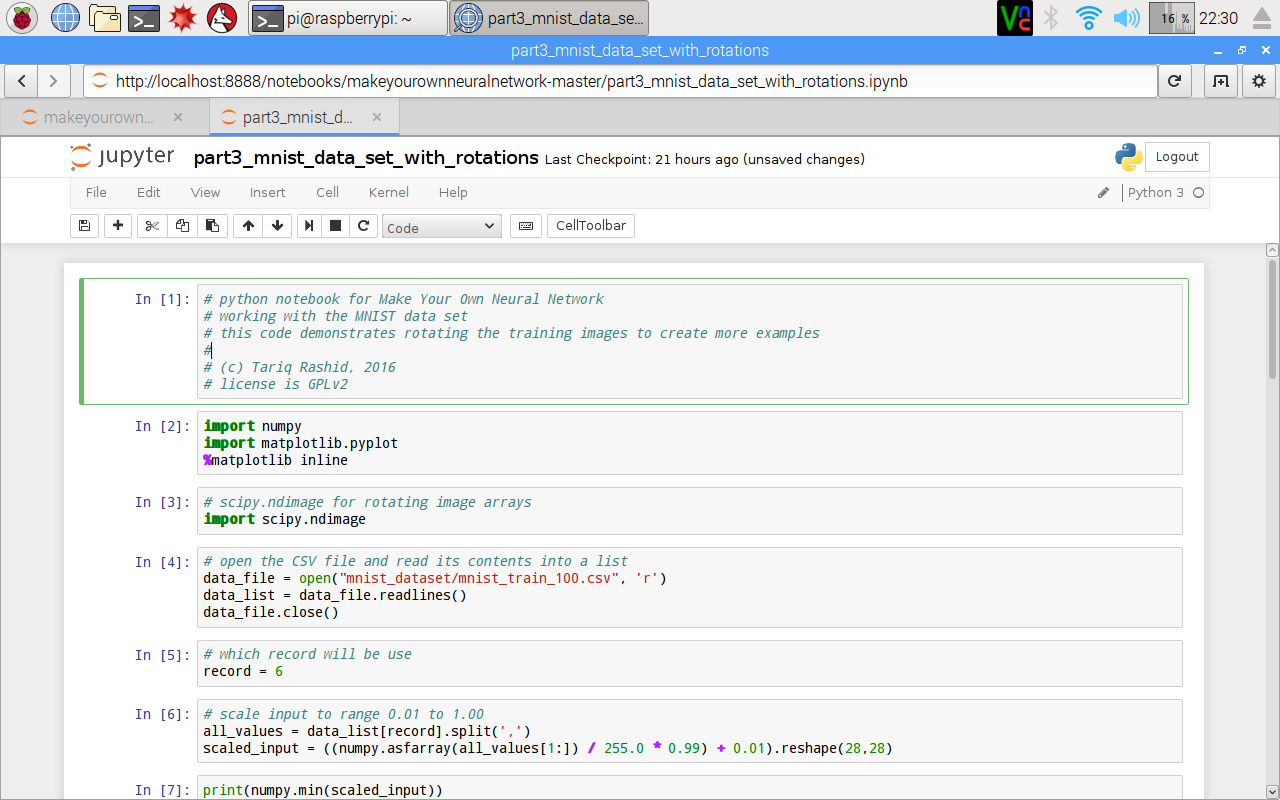 pi@raspberrypi: ~
part3_mnist_data_se...
VNC
16 %
22:30
part3_mnist_data_set_with_rotations
http://localhost:8888/notebooks/makeyourownneuralnetwork-master/part3_mnist_data_set_with_rotations.ipynb
makeyourown...
part3_mnist_d...
jupyter part3_mnist_data_set_with_rotations Last Checkpoint: 21 hours ago (unsaved changes)
Logout
File Edit View Insert Cell Kernel Help
Python 3
Code
CellToolbar
In [1]:
# python notebook for Make Your Own Neural Network
# working with the MNIST data set
# this code demonstrates rotating the training images to create more examples
#
# (c) Tariq Rashid, 2016
# license is GPLv2
In [2]:
import numpy
import matplotlib.pyplot
%matplotlib inline
In [3]:
# scipy.ndimage for rotating image arrays
import scipy.ndimage
In [4]:
# open the CSV file and read its contents into a list
data_file = open("mnist_dataset/mnist_train_100.csv", 'r')
data_list = data_file.readlines()
data_file.close()
In [5]:
# which record will be use
record = 6
In [6]:
# scale input to range 0.01 to 1.00
all_values = data_list[record].split(',')
scaled_input = ((numpy.asfarray(all_values[1:]) / 255.0 * 0.99) + 0.01).reshape(28,28)
In [7]:
print(numpy.min(scaled_input))